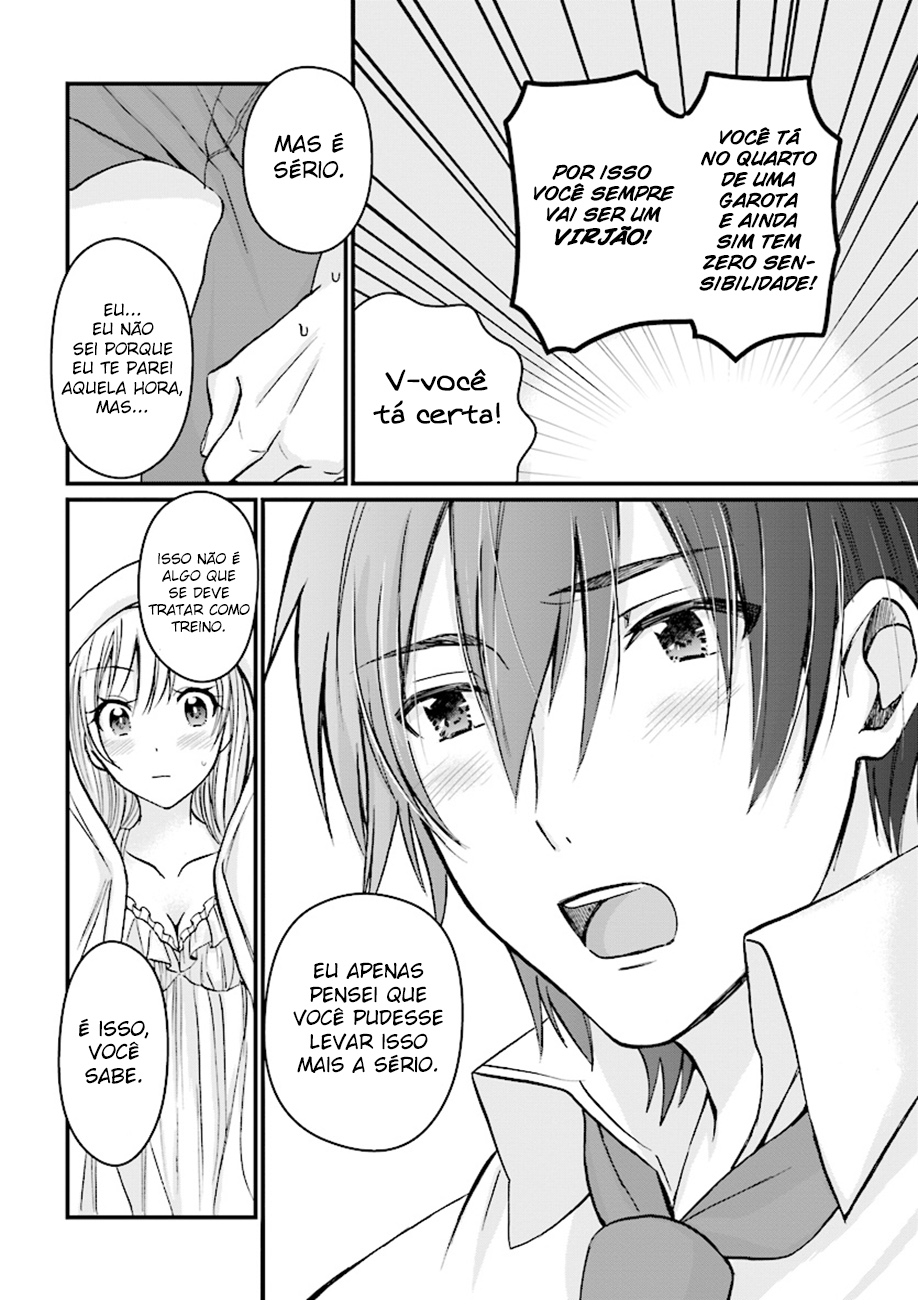 VOCÊ TÁ
NO QUARTO
DE UMA
GAROTA
E AINDA
SIM TEM
ZERO SEN-
SIBILIDADE!
POR ISSO
VOCÊ SEMPRE
VAI SER UM
VIRJÃO!
V-você
tá certa!
MAS É
SÉRIO.
EU...
EU NÃO
SEI PORQUE
EU TE PAREI
AQUELA HORA,
MAS...
EU APENAS
PENSEI QUE
VOCÊ PUDESSE
LEVAR ISSO
MAIS A SÉRIO.
ISSO NÃO É
ALGO QUE
SE DEVE
TRATAR COMO
TREINO.
É ISSO,
VOCÊ
SABE.